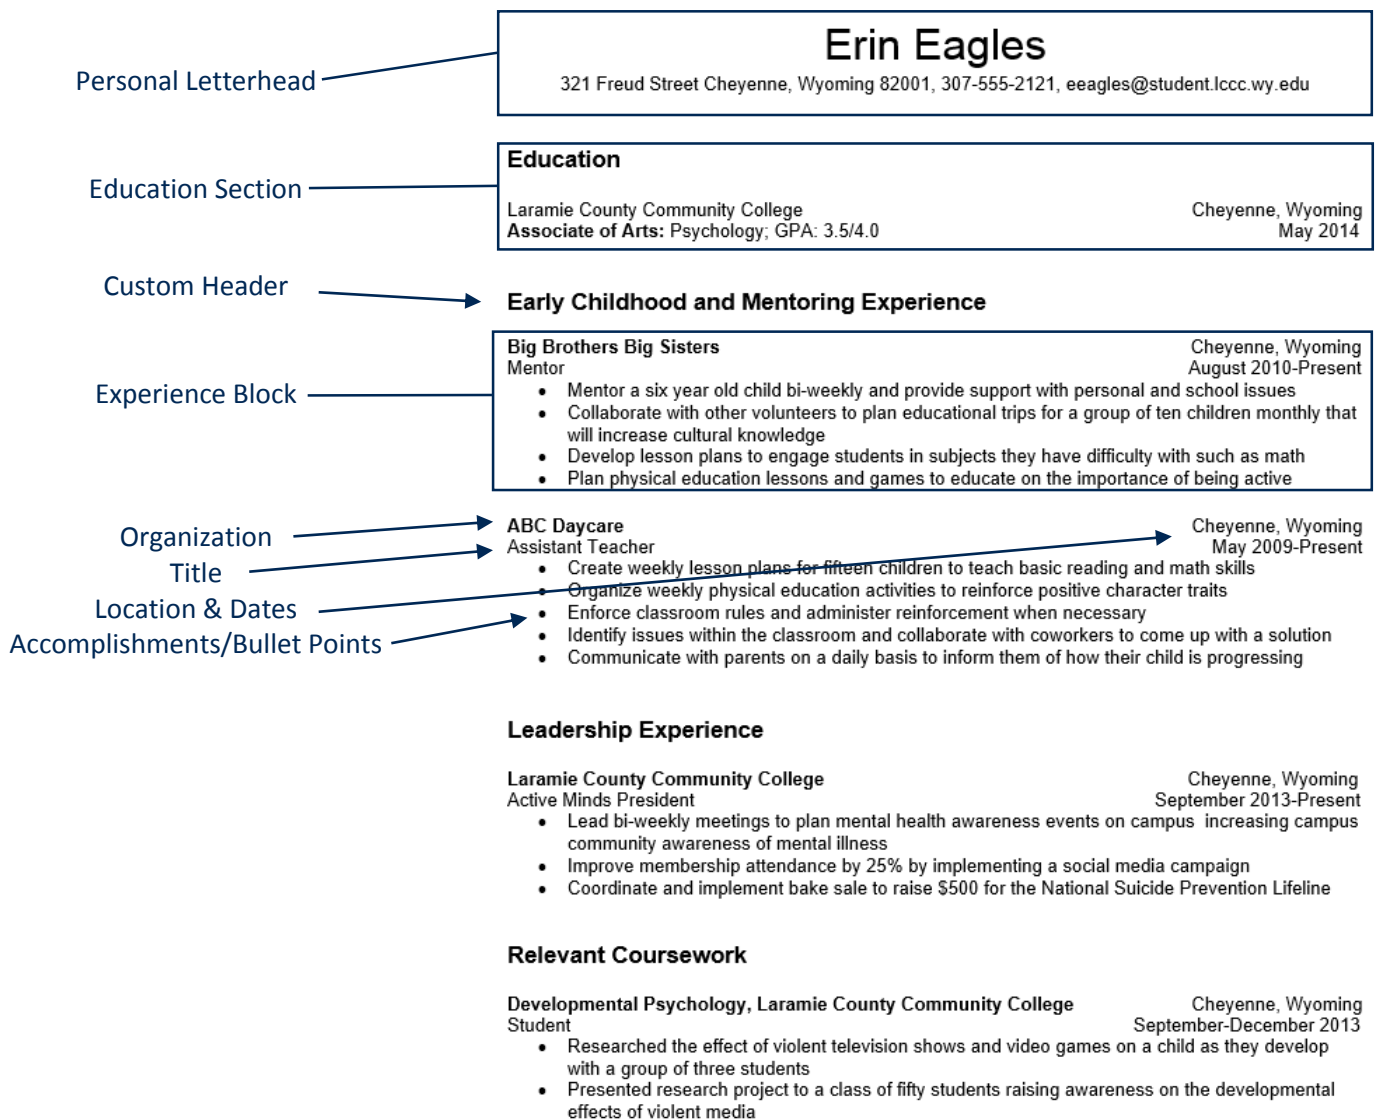 Erin Eagles
321 Freud Street Cheyenne, Wyoming 82001, 307-555-2121, eeagles@student.lccc.wy.edu
Personal Letterhead
Education
Education Section
Laramie County Community College Cheyenne, Wyoming
Associate of Arts: Psychology; GPA: 3.5/4.0 May 2014
Custom Header
Early Childhood and Mentoring Experience
Big Brothers Big Sisters Cheyenne, Wyoming
Mentor August 2010-Present
Experience Block
• Mentor a six year old child bi-weekly and provide support with personal and school issues
• Collaborate with other volunteers to plan educational trips for a group of ten children monthly that
will increase cultural knowledge
• Develop lesson plans to engage students in subjects they have difficulty with such as math
• Plan physical education lessons and games to educate on the importance of being active
Organization
Title
Location & Dates
Accomplishments/Bullet Points
ABC Daycare Cheyenne, Wyoming
Assistant Teacher May 2009-Present
• Create weekly lesson plans for fifteen children to teach basic reading and math skills
• Organize weekly physical education activities to reinforce positive character traits
• Enforce classroom rules and administer reinforcement when necessary
• Identify issues within the classroom and collaborate with coworkers to come up with a solution
• Communicate with parents on a daily basis to inform them of how their child is progressing
Leadership Experience
Laramie County Community College Cheyenne, Wyoming
Active Minds President September 2013-Present
• Lead bi-weekly meetings to plan mental health awareness events on campus  increasing campus
community awareness of mental illness
• Improve membership attendance by 25% by implementing a social media campaign
• Coordinate and implement bake sale to raise $500 for the National Suicide Prevention Lifeline
Relevant Coursework
Developmental Psychology, Laramie County Community College Cheyenne, Wyoming
Student September-December 2013
• Researched the effect of violent television shows and video games on a child as they develop
with a group of three students
• Presented research project to a class of fifty students raising awareness on the developmental
effects of violent media